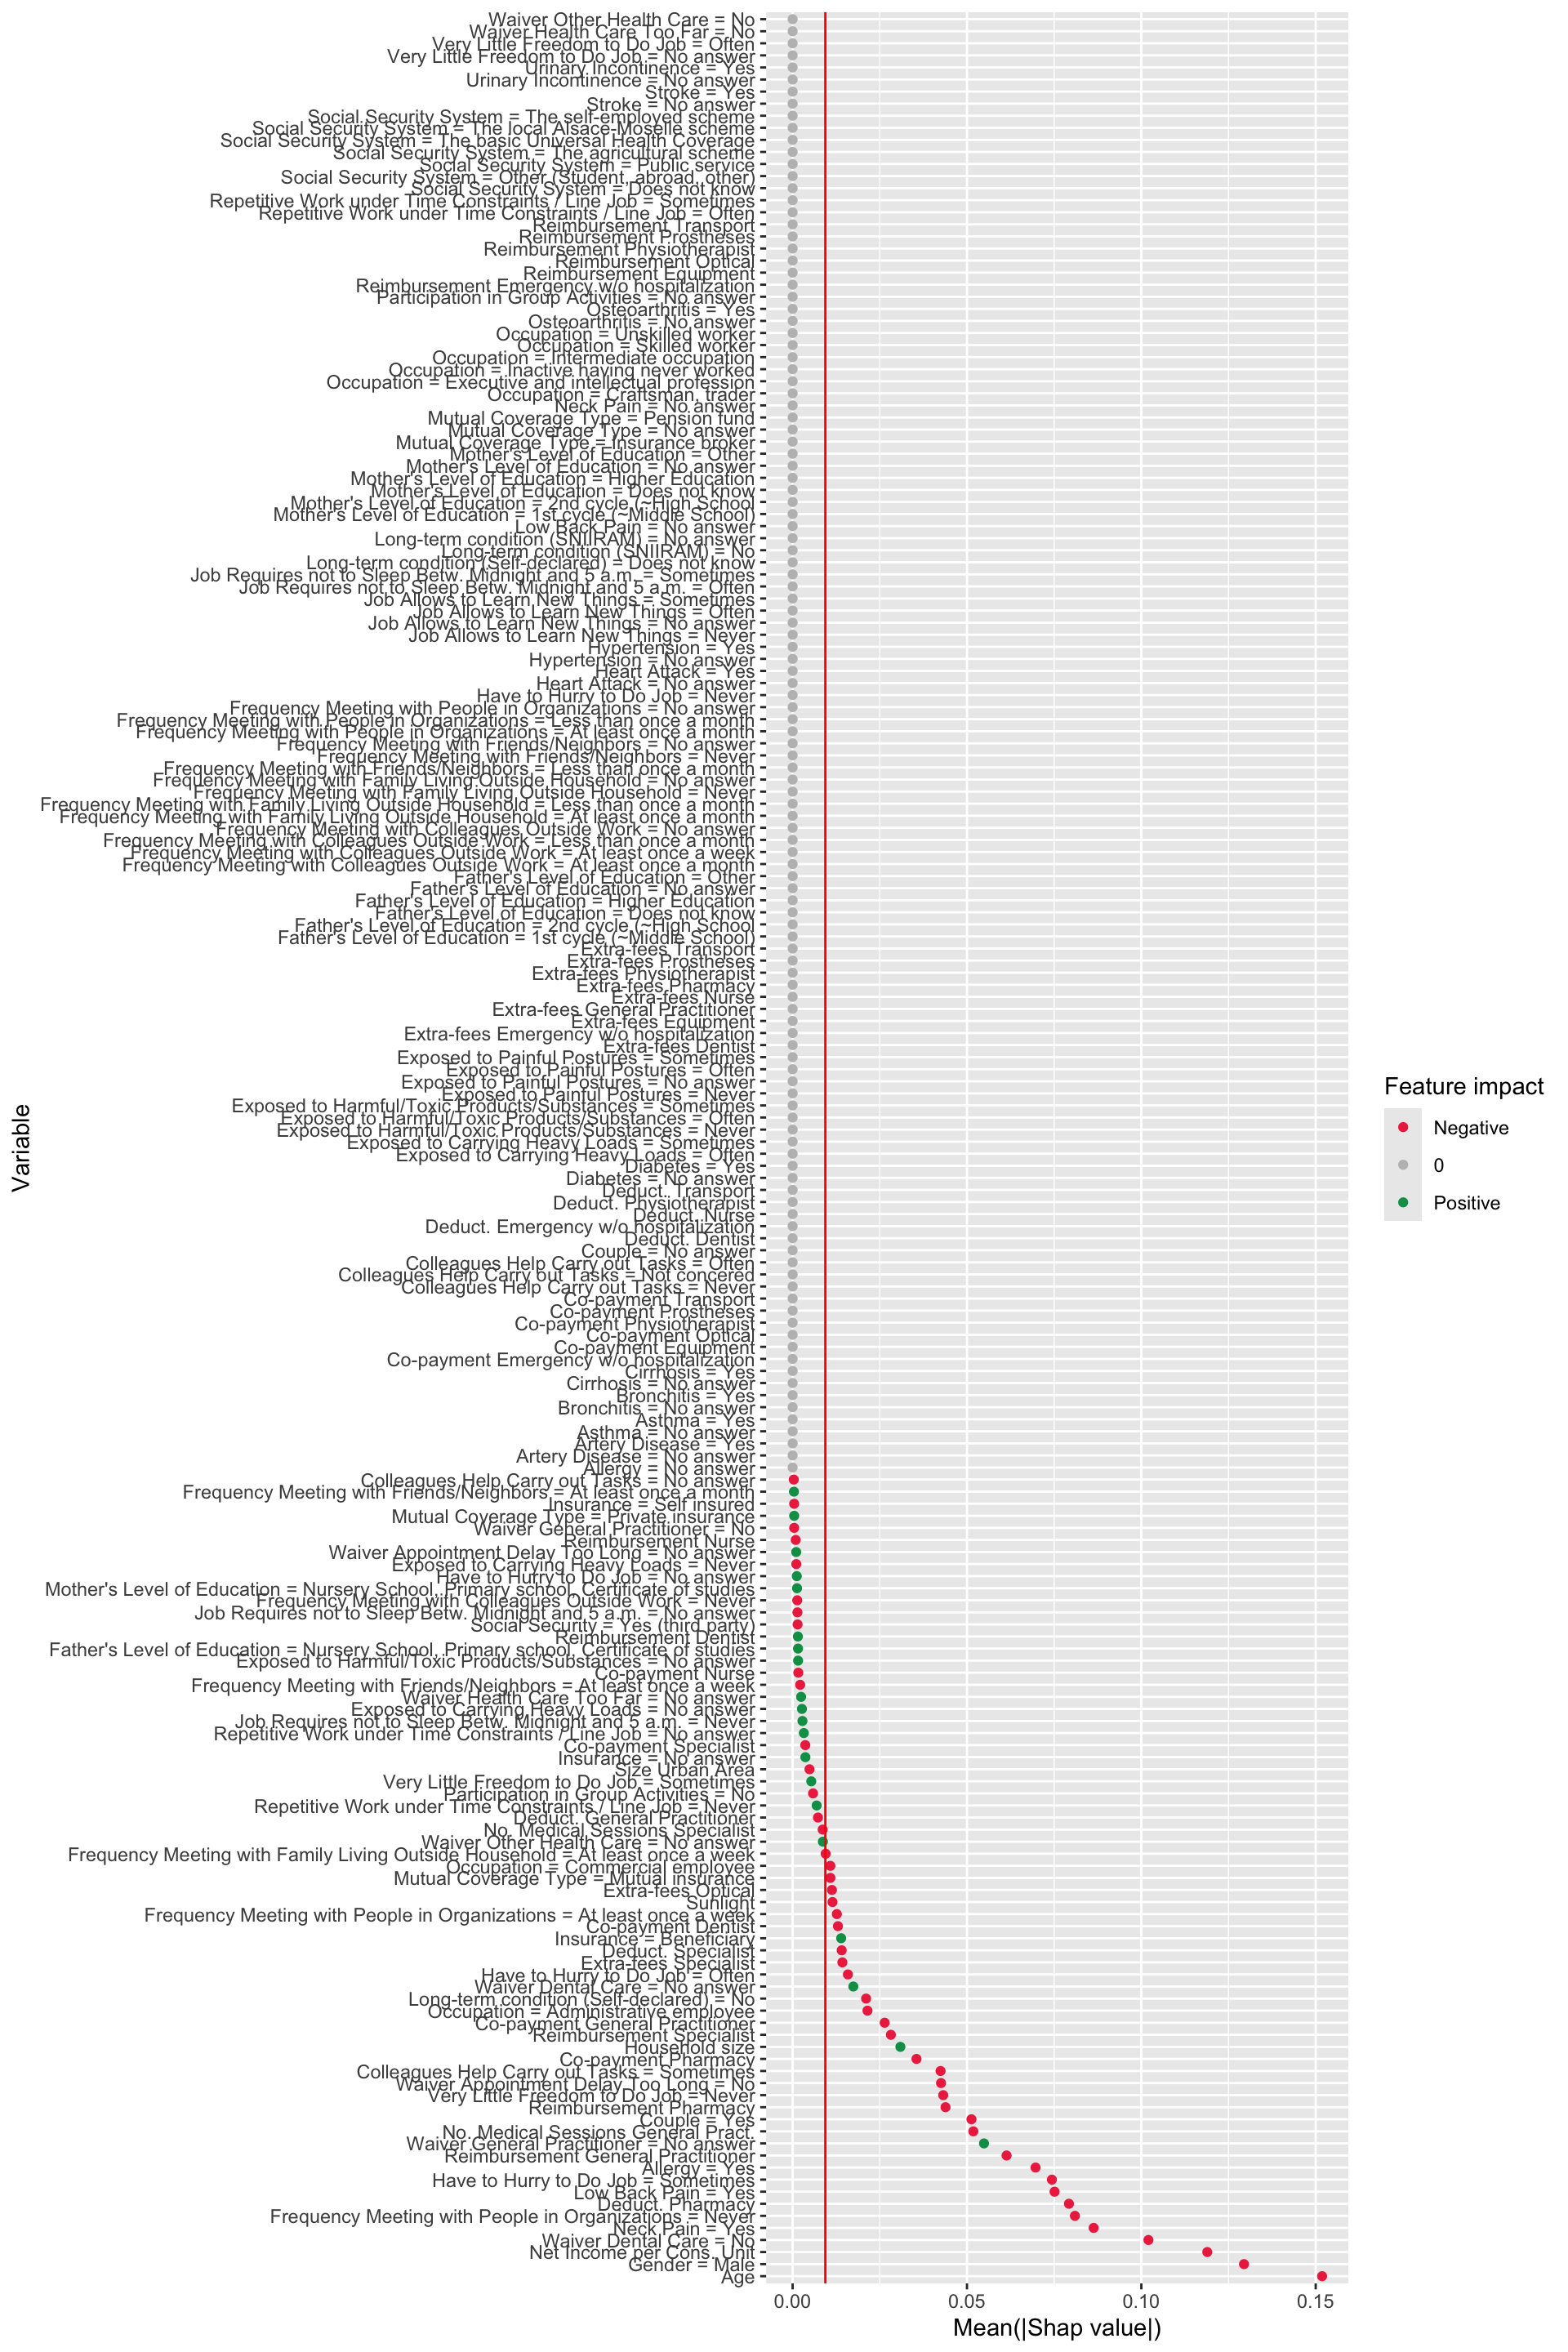 Waiver Other Health Care = No
Waiver Health Care Too Far = No
Very Little Freedom to Do Job = Often
Very Little Freedom to Do Job = No answer
Urinary Incontinence = Yes
Urinary Incontinence = No answer
Stroke = Yes
Stroke = No answer
Social Security System = The self-employed scheme
Social Security System = The local Alsace-Moselle scheme
Social Security System = The basic Universal Health Coverage
Social Security System = The agricultural scheme
Social Security System = Public service
Social Security System = Other (Student, abroad, other)
Social Security System = Does not know
Repetitive Work under Time Constraints / Line Job = Sometimes
Repetitive Work under Time Constraints / Line Job = Often
Reimbursement Transport
Reimbursement Prostheses
Reimbursement Physiotherapist
Reimbursement Optical
Reimbursement Equipment
Reimbursement Emergency w/o hospitalization
Participation in Group Activities = No answer
Osteoarthritis = Yes
Osteoarthritis = No answer
Occupation = Unskilled worker
Occupation = Skilled worker
Occupation = Intermediate occupation
Occupation = Inactive having never worked
Occupation = Executive and intellectual profession
Occupation = Craftsman, trader
Neck Pain = No answer
Mutual Coverage Type = Pension fund
Mutual Coverage Type = No answer
Mutual Coverage Type = Insurance broker
Mother's Level of Education = Other
Mother's Level of Education = No answer
Mother's Level of Education = Higher Education
Mother's Level of Education = Does not know
Mother's Level of Education = 2nd cycle (~High School
Mother's Level of Education = 1st cycle (~Middle School)
Low Back Pain = No answer
Long-term condition (SNIIRAM) = No answer
Long-term condition (SNIIRAM) = No
Long-term condition (Self-declared) = Does not know
Job Requires not to Sleep Betw. Midnight and 5 a.m. = Sometimes
Job Requires not to Sleep Betw. Midnight and 5 a.m. = Often
Job Allows to Learn New Things = Sometimes
Job Allows to Learn New Things = Often
Job Allows to Learn New Things = No answer
Job Allows to Learn New Things = Never
Hypertension = Yes
Hypertension = No answer
Heart Attack = Yes
Heart Attack = No answer
Have to Hurry to Do Job = Never
Frequency Meeting with People in Organizations = No answer
Frequency Meeting with People in Organizations = Less than once a month
Frequency Meeting with People in Organizations = At least once a month
Frequency Meeting with Friends/Neighbors = No answer
Frequency Meeting with Friends/Neighbors = Never
Frequency Meeting with Friends/Neighbors = Less than once a month
Frequency Meeting with Family Living Outside Household = No answer
Frequency Meeting with Family Living Outside Household = Never
Frequency Meeting with Family Living Outside Household = Less than once a month
Frequency Meeting with Family Living Outside Household = At least once a month
Frequency Meeting with Colleagues Outside Work = No answer
Frequency Meeting with Colleagues Outside Work = Less than once a month
Frequency Meeting with Colleagues Outside Work = At least once a week
Frequency Meeting with Colleagues Outside Work = At least once a month
Father's Level of Education = Other
Father's Level of Education = No answer
Father's Level of Education = Higher Education
Father's Level of Education = Does not know
Father's Level of Education = 2nd cycle (~High School
Father's Level of Education = 1st cycle (~Middle School)
Extra-fees Transport
Extra-fees Prostheses
Extra-fees Physiotherapist
Extra-fees Pharmacy
Extra-fees Nurse
Extra-fees General Practitioner
Extra-fees Equipment
Extra-fees Emergency w/o hospitalization
Extra-fees Dentist
Exposed to Painful Postures = Sometimes
Exposed to Painful Postures = Often
Exposed to Painful Postures = No answer
Exposed to Painful Postures = Never
Exposed to Harmful/Toxic Products/Substances = Sometimes
Exposed to Harmful/Toxic Products/Substances = Often
Exposed to Harmful/Toxic Products/Substances = Never
Exposed to Carrying Heavy Loads = Sometimes
Exposed to Carrying Heavy Loads = Often
Diabetes = Yes
Diabetes = No answer
Deduct. Transport
Deduct. Physiotherapist
Deduct. Nurse
Deduct. Emergency w/o hospitalization
Deduct. Dentist
Couple = No answer
Colleagues Help Carry out Tasks = Often
Colleagues Help Carry out Tasks = Not concered
Colleagues Help Carry out Tasks = Never
Co-payment Transport
Co-payment Prostheses
Co-payment Physiotherapist
Co-payment Optical
Co-payment Equipment
Co-payment Emergency w/o hospitalization
Cirrhosis = Yes
Cirrhosis = No answer
Bronchitis = Yes
Bronchitis = No answer
Asthma = Yes
Asthma = No answer
Artery Disease = Yes
Artery Disease = No answer
Allergy = No answer
Colleagues Help Carry out Tasks = No answer
Frequency Meeting with Friends/Neighbors = At least once a month
Insurance = Self insured
Mutual Coverage Type = Private insurance
Waiver General Practitioner = No
Reimbursement Nurse
Waiver Appointment Delay Too Long = No answer
Exposed to Carrying Heavy Loads = Never
Have to Hurry to Do Job = No answer
Mother's Level of Education = Nursery School, Primary school, Certificate of studies
Frequency Meeting with Colleagues Outside Work = Never
Job Requires not to Sleep Betw. Midnight and 5 a.m. = No answer
Social Security = Yes (third party)
Reimbursement Dentist
Father's Level of Education = Nursery School, Primary school, Certificate of studies
Exposed to Harmful/Toxic Products/Substances = No answer
Co-payment Nurse
Frequency Meeting with Friends/Neighbors = At least once a week
Waiver Health Care Too Far = No answer
Exposed to Carrying Heavy Loads = No answer
Job Requires not to Sleep Betw. Midnight and 5 a.m. = Never
Repetitive Work under Time Constraints / Line Job = No answer
Co-payment Specialist
Insurance = No answer
Size Urban Area
Very Little Freedom to Do Job = Sometimes
Participation in Group Activities = No
Repetitive Work under Time Constraints / Line Job = Never
Deduct. General Practitioner
No. Medical Sessions Specialist
Waiver Other Health Care = No answer
Frequency Meeting with Family Living Outside Household = At least once a week
Occupation = Commercial employee
Mutual Coverage Type = Mutual insurance
Extra-fees Optical
Sunlight
Frequency Meeting with People in Organizations = At least once a week
Co-payment Dentist
Insurance = Beneficiary
Deduct. Specialist
Extra-fees Specialist
Have to Hurry to Do Job = Often
Waiver Dental Care = No answer
Long-term condition (Self-declared) = No
Occupation = Administrative employee
Co-payment General Practitioner
Reimbursement Specialist
Household size
Co-payment Pharmacy
Colleagues Help Carry out Tasks = Sometimes
Waiver Appointment Delay Too Long = No
Very Little Freedom to Do Job = Never
Reimbursement Pharmacy
Couple = Yes
No. Medical Sessions General Pract.
Waiver General Practitioner = No answer
Reimbursement General Practitioner
Allergy = Yes
Have to Hurry to Do Job = Sometimes
Low Back Pain = Yes
Deduct. Pharmacy
Frequency Meeting with People in Organizations = Never
Neck Pain = Yes
Waiver Dental Care = No
Net Income per Cons. Unit
Gender = Male
Age
0.00 0.05 0.10 0.15
Mean(|Shap value|)
Variable
Feature impact
Negative
0
Positive